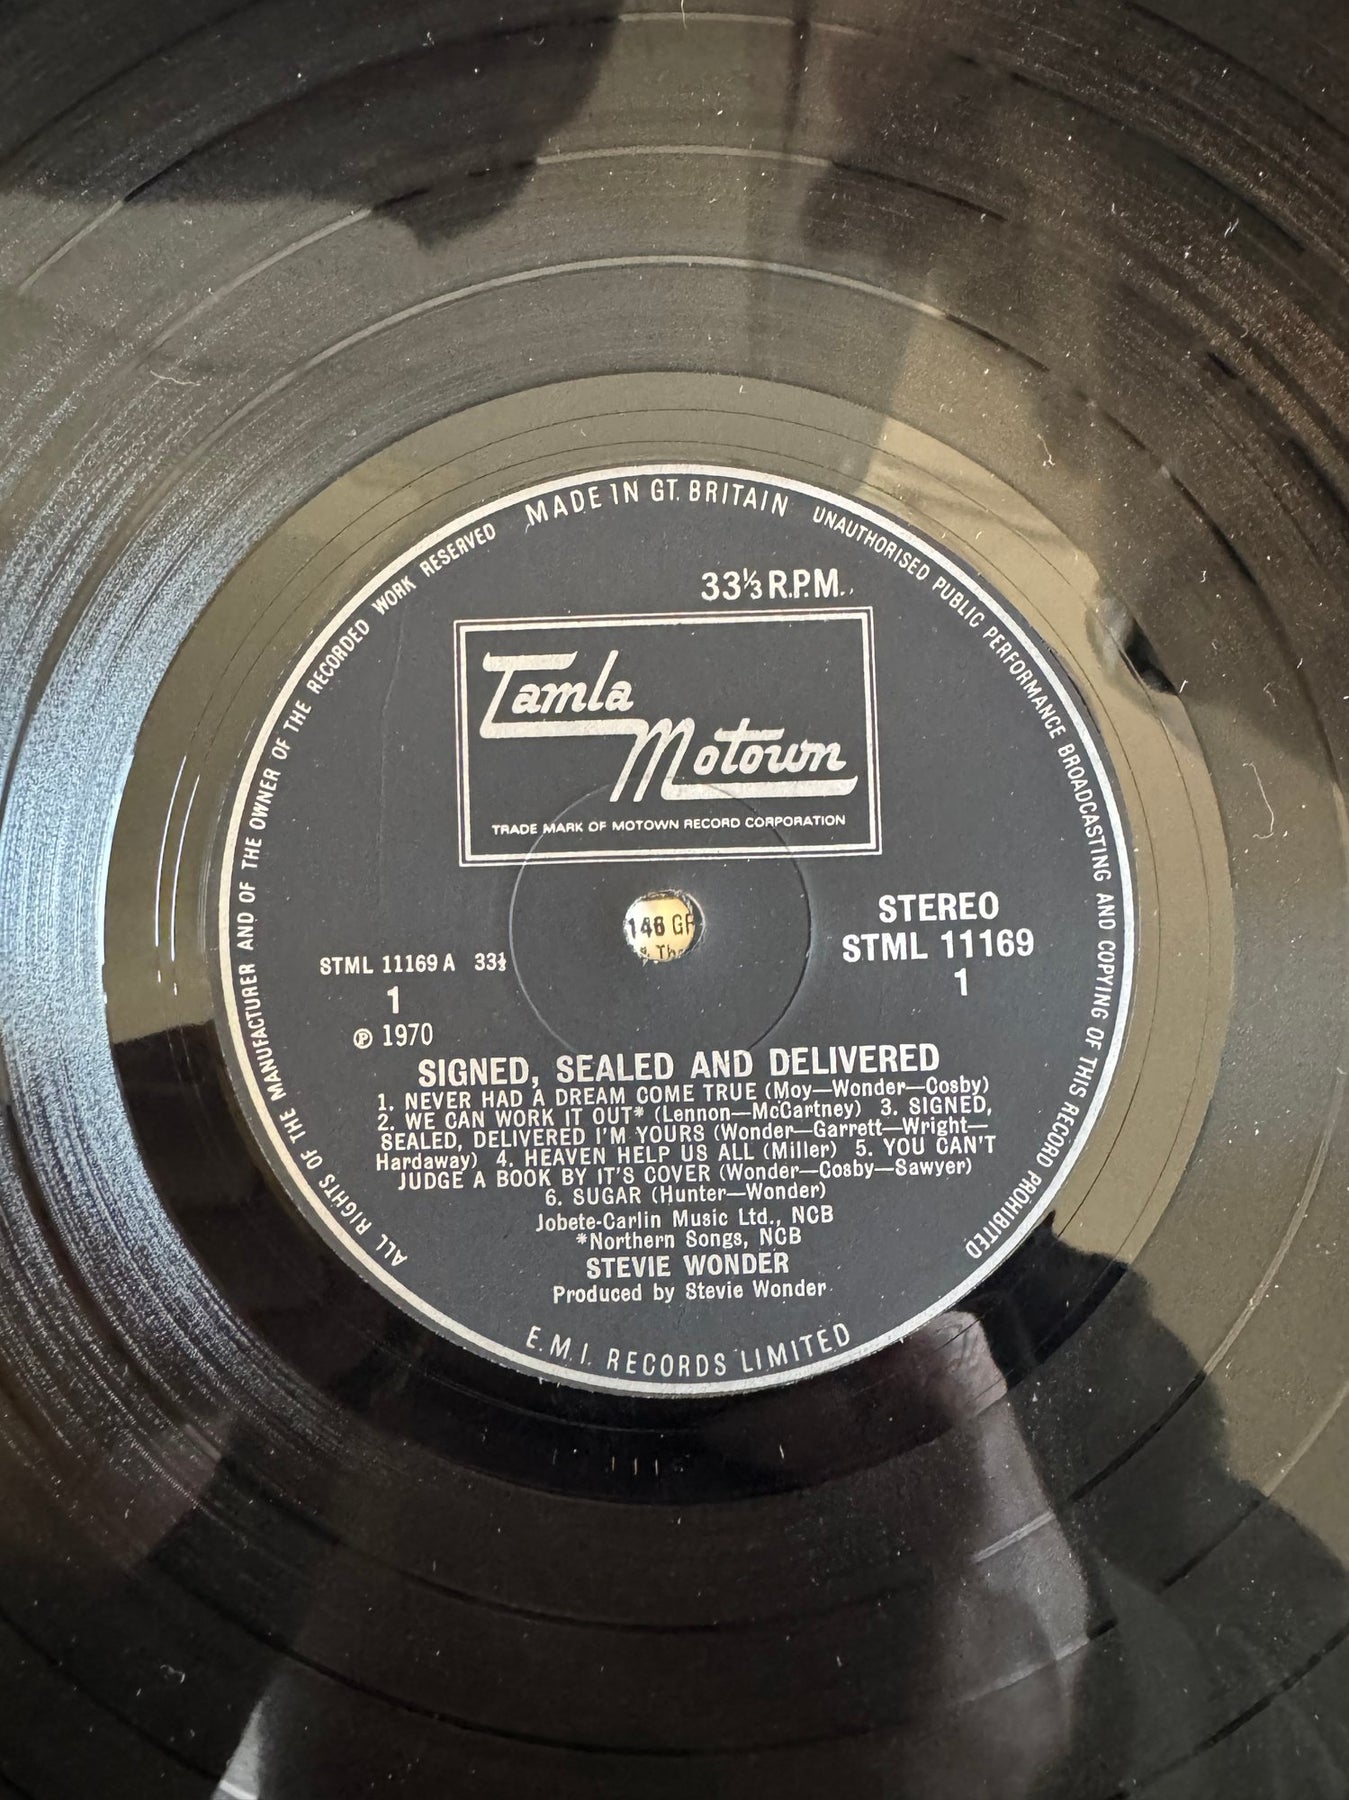 MADE IN GT. BRITAIN
UNAUTHORISED PUBLIC PERFORMANCE BROADCASTING AND COPYING OF THIS RECORD PROHIBITED
ALL RIGHTS OF THE MANUFACTURER AND OF THE OWNER OF THE RECORDED WORK RESERVED
33⅓ R.P.M.
Tamla
Motown
TRADE MARK OF MOTOWN RECORD CORPORATION
146 GR
& The
STEREO
STML 11169
1
STML 11169 A 33⅓
1
℗ 1970
SIGNED, SEALED AND DELIVERED
1. NEVER HAD A DREAM COME TRUE (Moy—Wonder—Cosby)
2. WE CAN WORK IT OUT* (Lennon—McCartney) 3. SIGNED,
SEALED, DELIVERED I'M YOURS (Wonder—Garrett—Wright—
Hardaway) 4. HEAVEN HELP US ALL (Miller) 5. YOU CAN'T
JUDGE A BOOK BY IT'S COVER (Wonder—Cosby—Sawyer)
6. SUGAR (Hunter—Wonder)
Jobete-Carlin Music Ltd., NCB
*Northern Songs, NCB
STEVIE WONDER
Produced by Stevie Wonder
E.M.I. RECORDS LIMITED